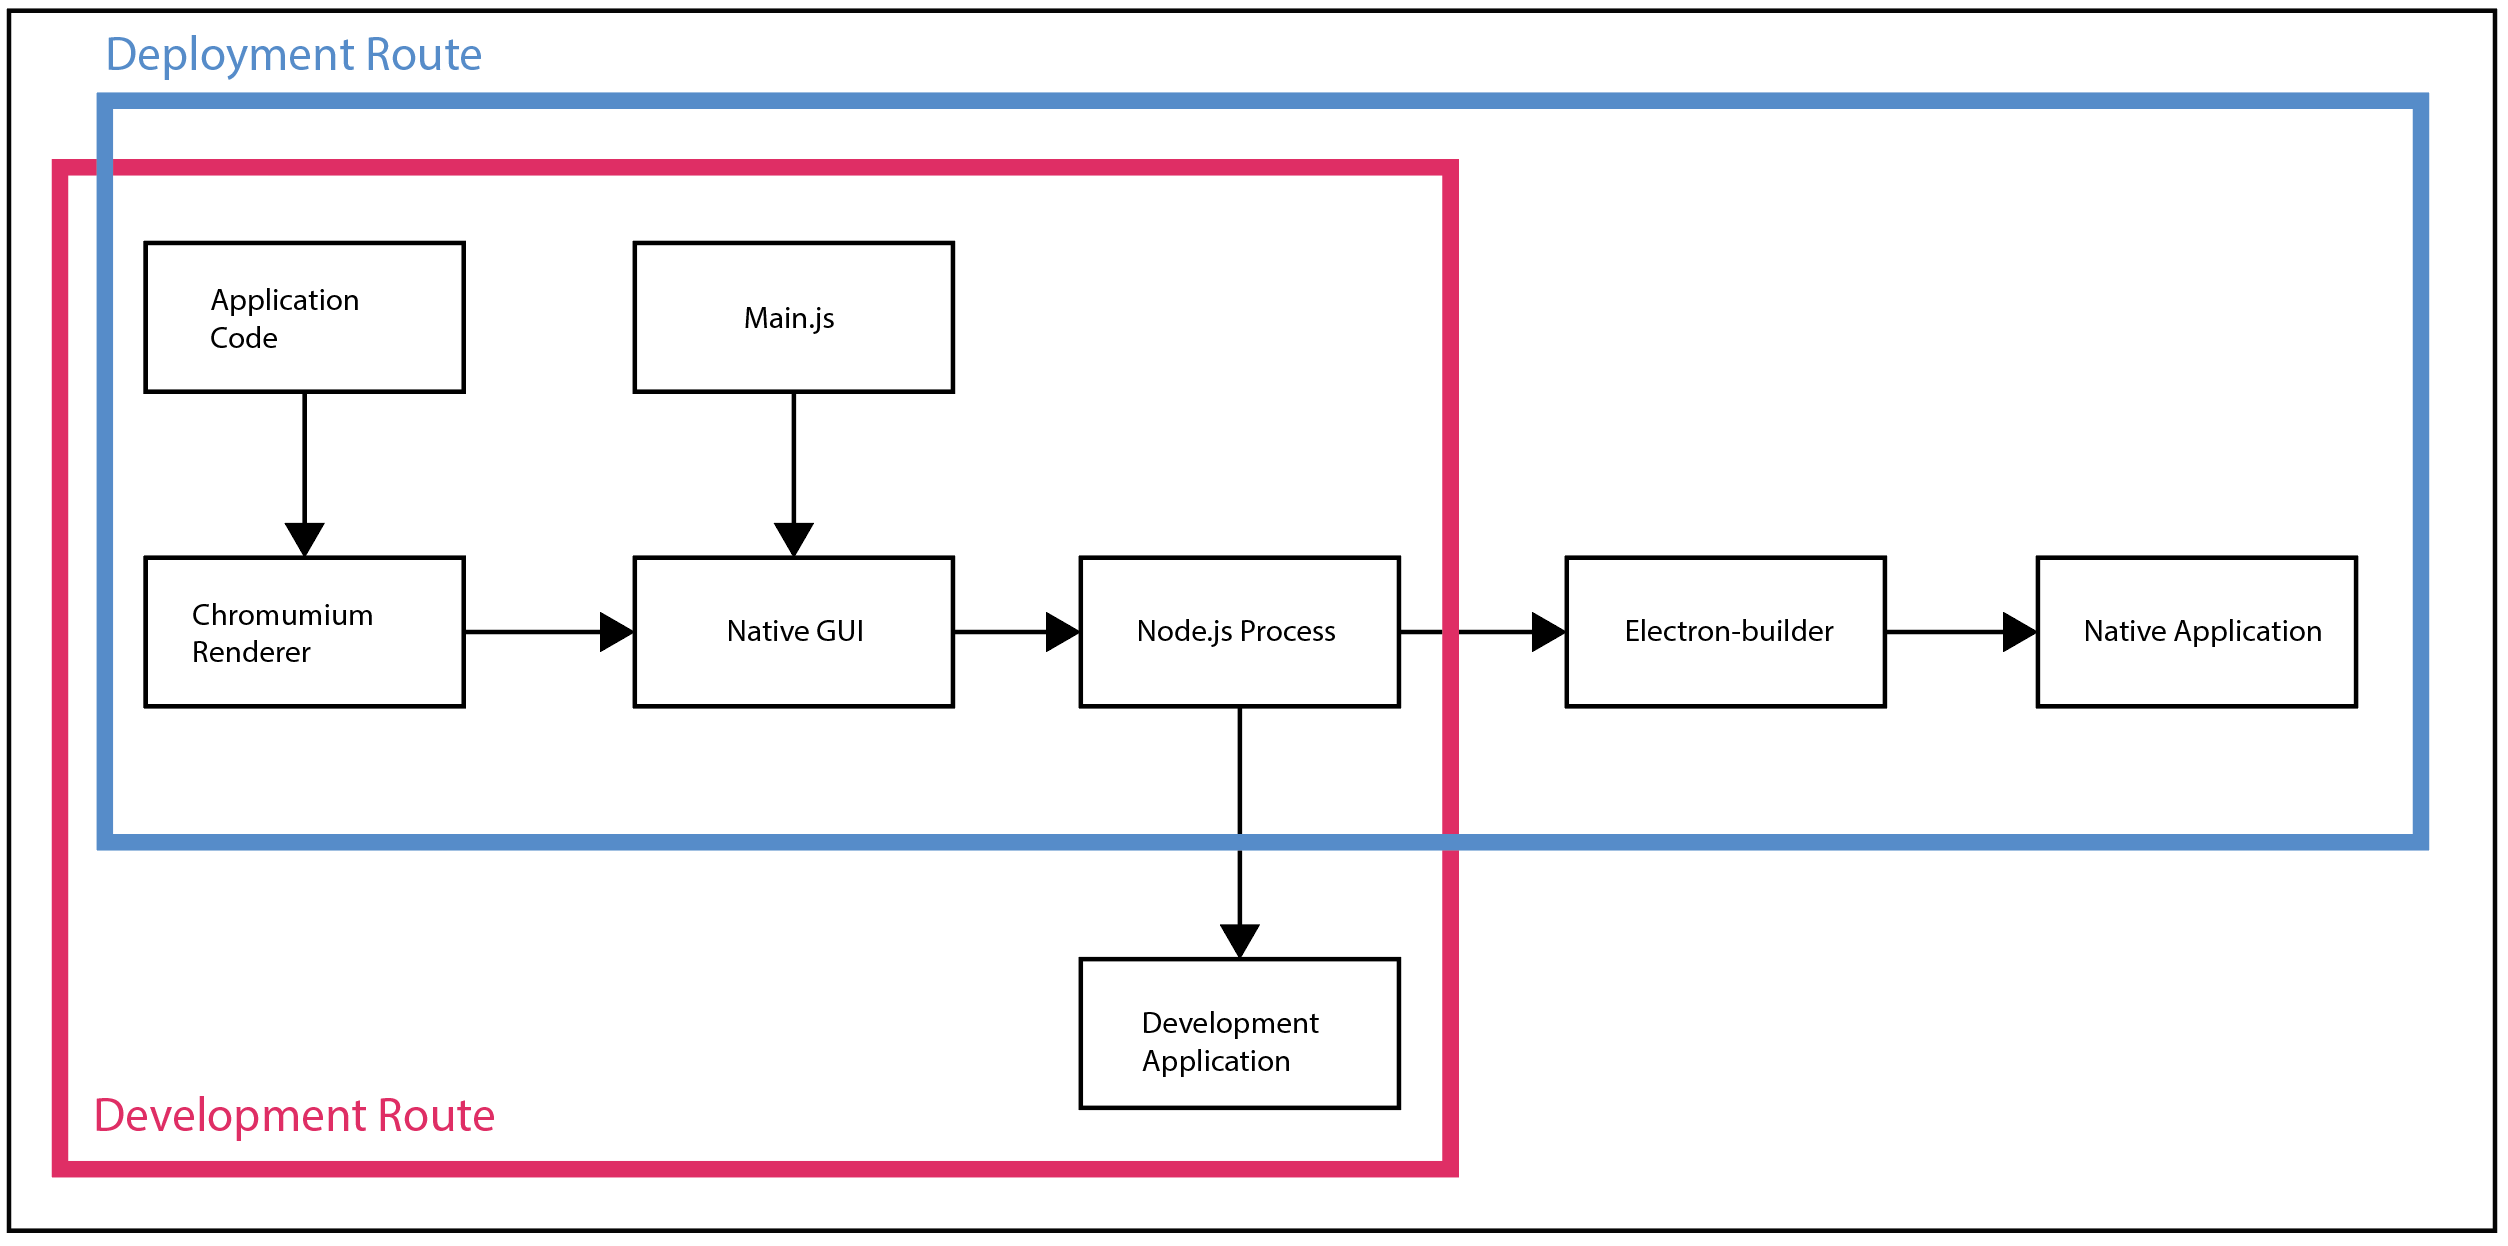 Deployment Route
Application
Code
Main.js
Chromumium
Renderer
Native GUI
Node.js Process
Electron-builder
Native Application
Development
Application
Development Route